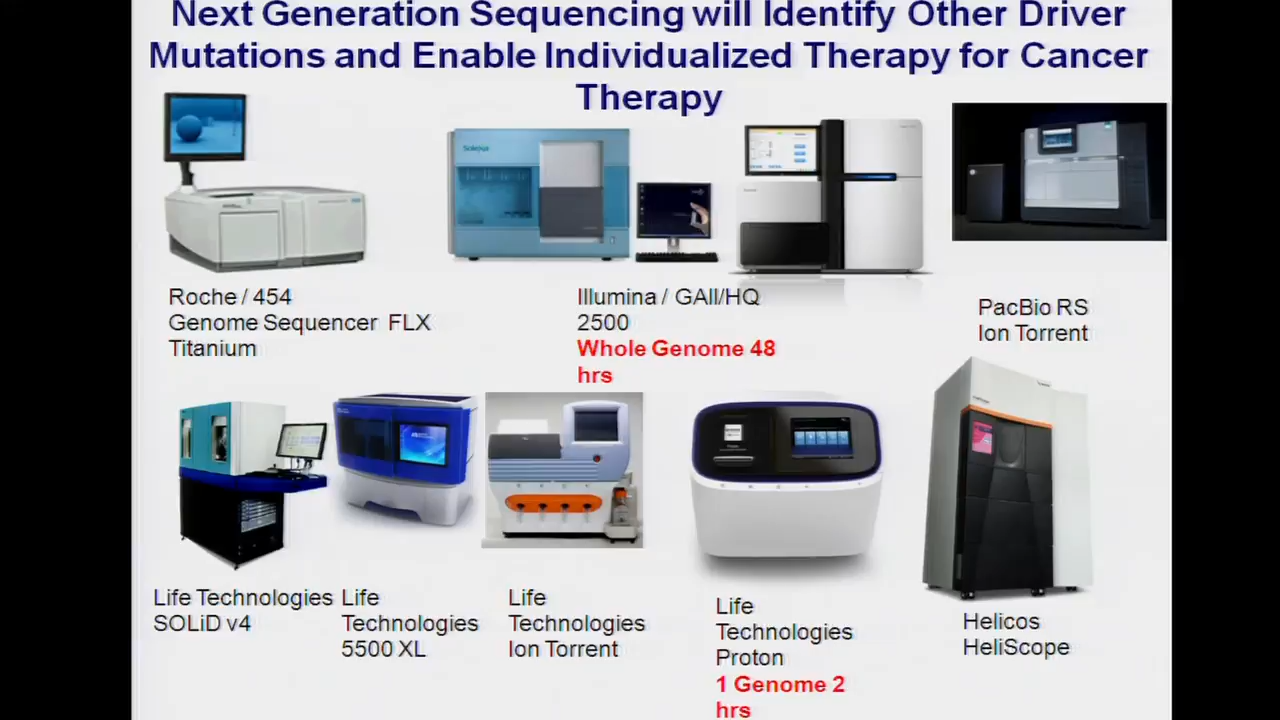 Next Generation Sequencing will Identify Other Driver
Mutations and Enable Individualized Therapy for Cancer
Therapy
Solexa
Roche / 454
Genome Sequencer FLX
Titanium
Illumina / GAII/HQ
2500
Whole Genome 48
hrs
PacBio RS
Ion Torrent
Life Technologies
SOLiD v4
Life
Technologies
5500 XL
Life
Technologies
Ion Torrent
Life
Technologies
Proton
1 Genome 2
hrs
Helicos
HeliScope